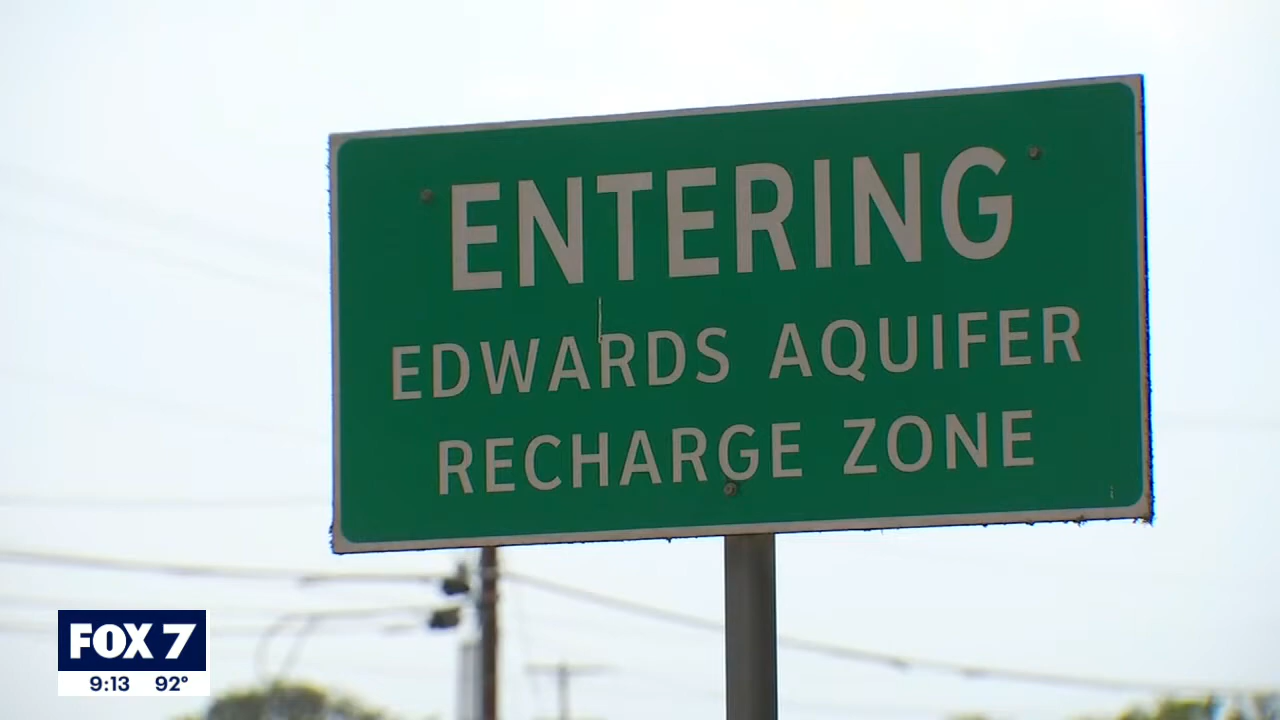 ENTERING
EDWARDS AQUIFER
RECHARGE ZONE
FOX 7
9:13 92°